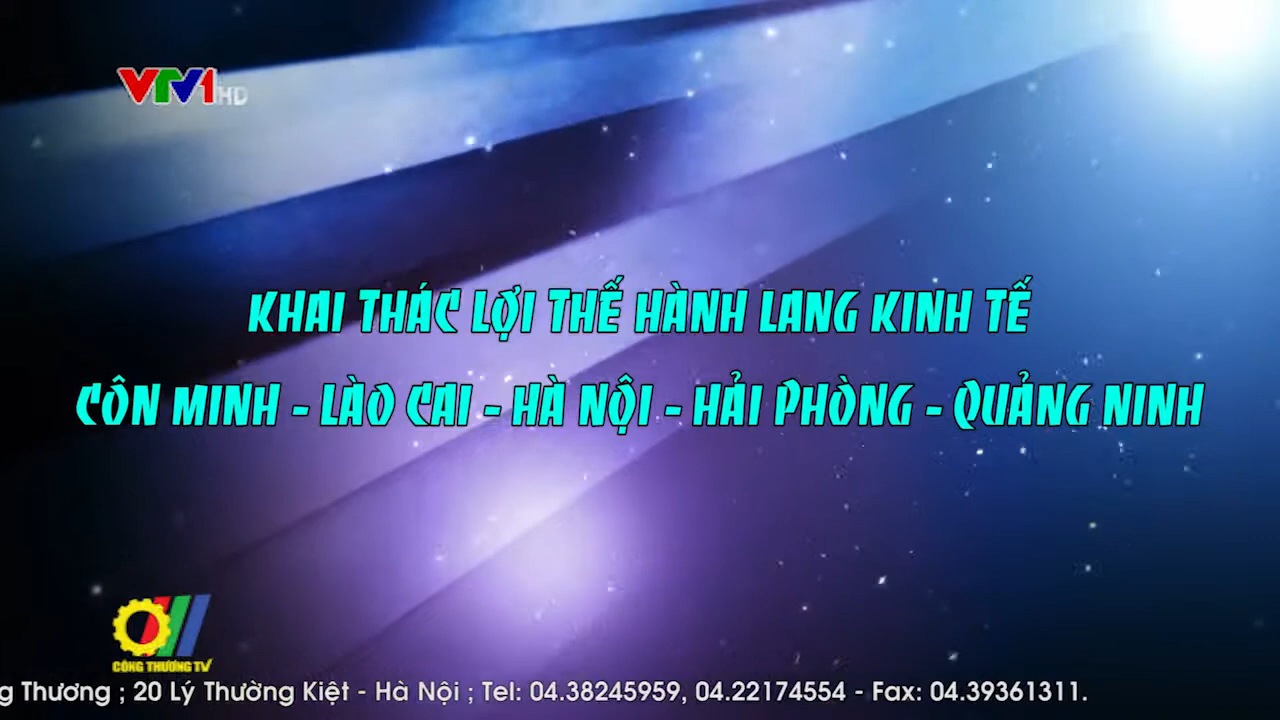 VTV1 HD
KHAI THÁC LỢI THẾ HÀNH LANG KINH TẾ
CÔN MINH - LÀO CAI - HÀ NỘI - HẢI PHÒNG - QUẢNG NINH
CÔNG THƯƠNG TV
g Thương ; 20 Lý Thường Kiệt - Hà Nội ; Tel: 04.38245959, 04.22174554 - Fax: 04.39361311.